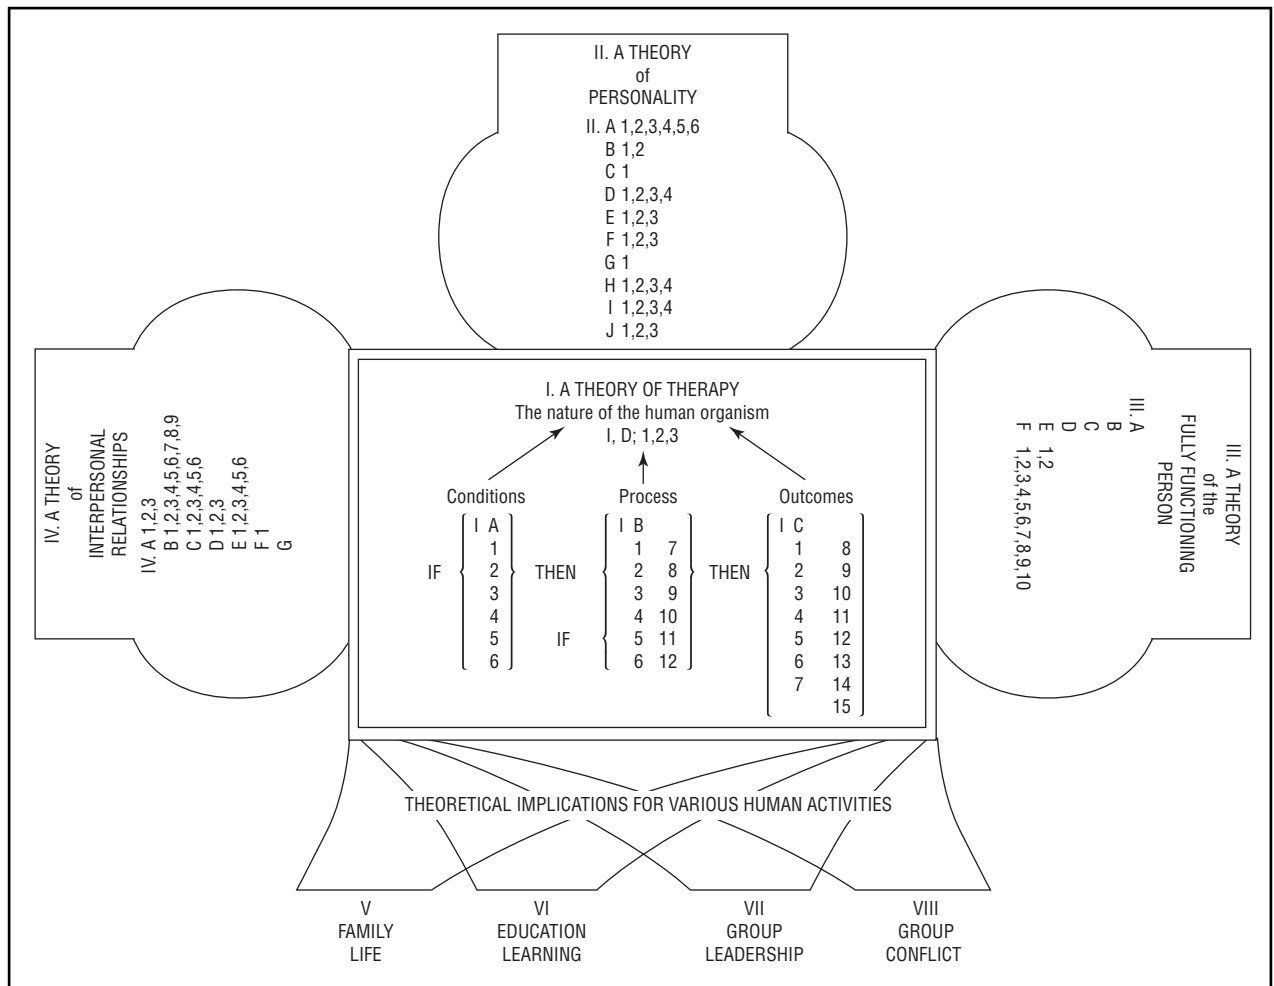 II. A THEORY
of
PERSONALITY
II. A 1,2,3,4,5,6
B 1,2
C 1
D 1,2,3,4
E 1,2,3
F 1,2,3
G 1
H 1,2,3,4
I 1,2,3,4
J 1,2,3
IV. A THEORY
of
INTERPERSONAL
RELATIONSHIPS
IV. A 1,2,3
B 1,2,3,4,5,6,7,8,9
C 1,2,3,4,5,6
D 1,2,3
E 1,2,3,4,5,6
F 1
G
I. A THEORY OF THERAPY
The nature of the human organism
I, D; 1,2,3
Conditions
I A
1
2
3
4
5
6
IF
THEN
IF
Process
I B
1 7
2 8
3 9
4 10
5 11
6 12
THEN
Outcomes
I C
1 8
2 9
3 10
4 11
5 12
6 13
7 14
15
III. A THEORY
of the
FULLY FUNCTIONING
PERSON
III. A
B
C
D
E 1,2
F 1,2,3,4,5,6,7,8,9,10
THEORETICAL IMPLICATIONS FOR VARIOUS HUMAN ACTIVITIES
V
FAMILY
LIFE
VI
EDUCATION
LEARNING
VII
GROUP
LEADERSHIP
VIII
GROUP
CONFLICT